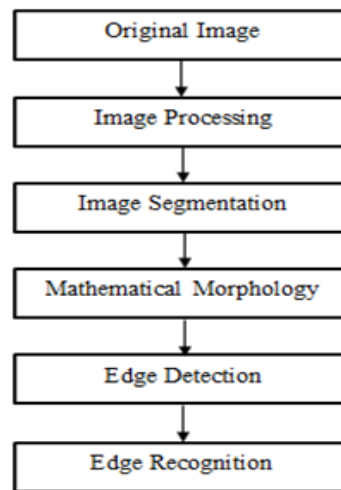 Original Image
Image Processing
Image Segmentation
Mathematical Morphology
Edge Detection
Edge Recognition